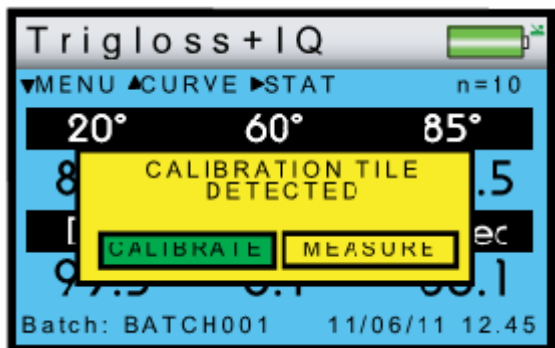 Trigloss+IQ
▼MENU ▲CURVE ►STAT n=10
20° 60° 85°
CALIBRATION TILE
DETECTED
CALIBRATE MEASURE
Batch: BATCH001 11/06/11 12.45